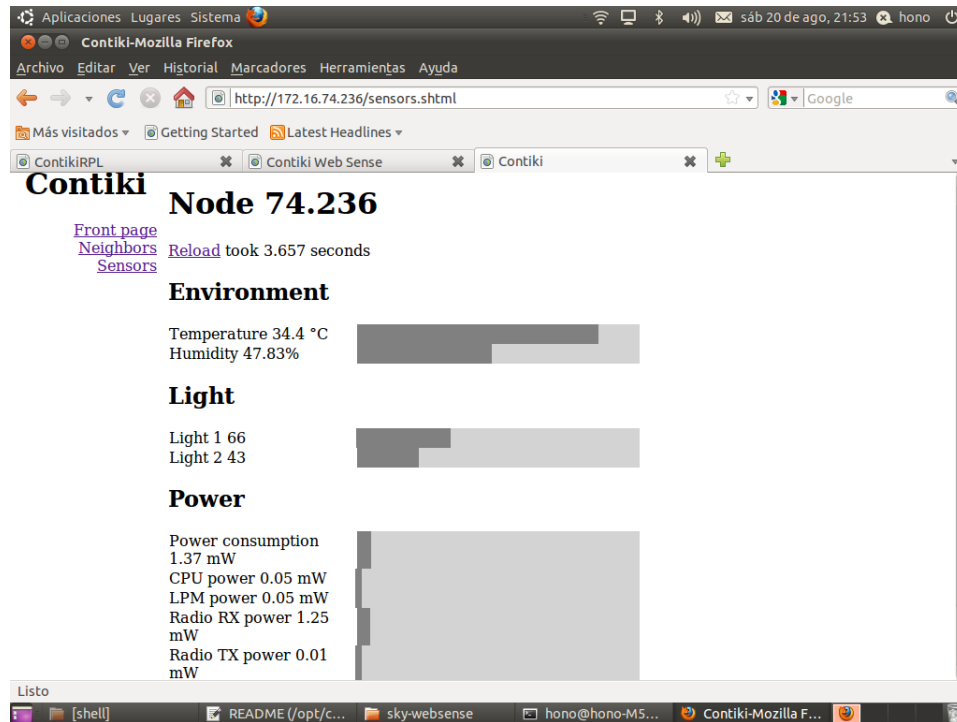 Aplicaciones Lugares Sistema sáb 20 de ago, 21:53 hono
Contiki-Mozilla Firefox
Archivo Editar Ver Historial Marcadores Herramientas Ayuda
http://172.16.74.236/sensors.shtml Google
Más visitados Getting Started Latest Headlines
ContikiRPL Contiki Web Sense Contiki
Contiki
Front page
Neighbors
Sensors
Node 74.236
Reload took 3.657 seconds
Environment
Temperature 34.4 °C
Humidity 47.83%
Light
Light 1 66
Light 2 43
Power
Power consumption
1.37 mW
CPU power 0.05 mW
LPM power 0.05 mW
Radio RX power 1.25
mW
Radio TX power 0.01
mW
Listo
[shell] README (/opt/c... sky-websense hono@hono-M5... Contiki-Mozilla F...